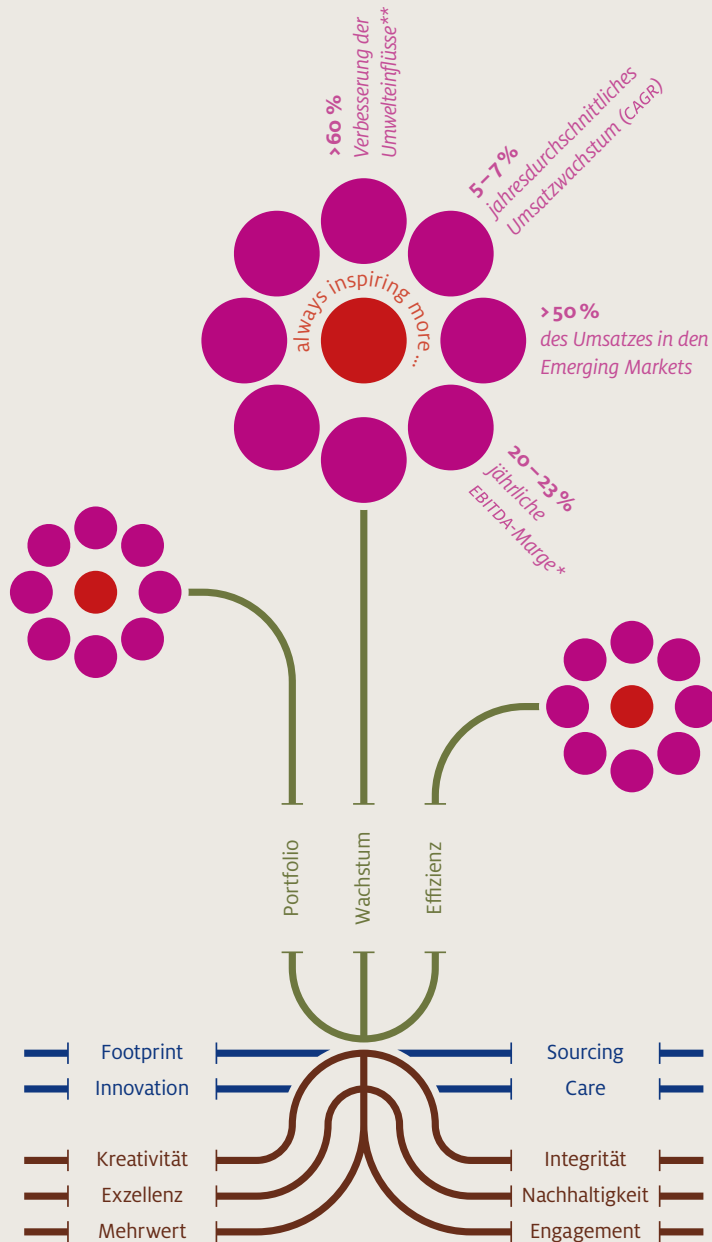 >60 %
Verbesserung der
Umwelteinflüsse**
5–7 %
jahresdurchschnittliches
Umsatzwachstum (CAGR)
always inspiring more ...
>50 %
des Umsatzes in den
Emerging Markets
20–23 %
jährliche
EBITDA-Marge*
Portfolio
Wachstum
Effizienz
Footprint
Sourcing
Innovation
Care
Kreativität
Integrität
Exzellenz
Nachhaltigkeit
Mehrwert
Engagement